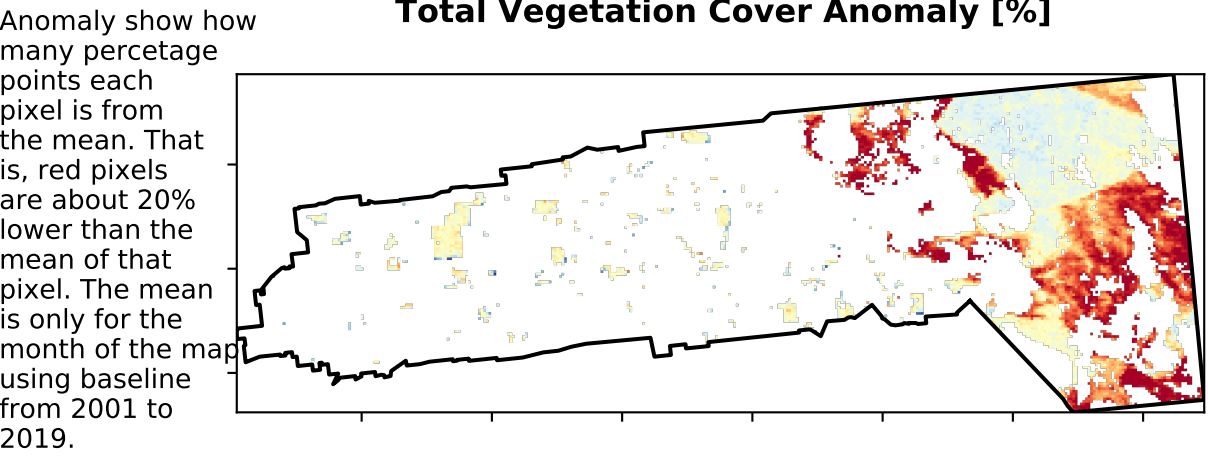 Total Vegetation Cover Anomaly [%]
Anomaly show how
many percetage
points each
pixel is from
the mean. That
is, red pixels
are about 20%
lower than the
mean of that
pixel. The mean
is only for the
month of the map
using baseline
from 2001 to
2019.